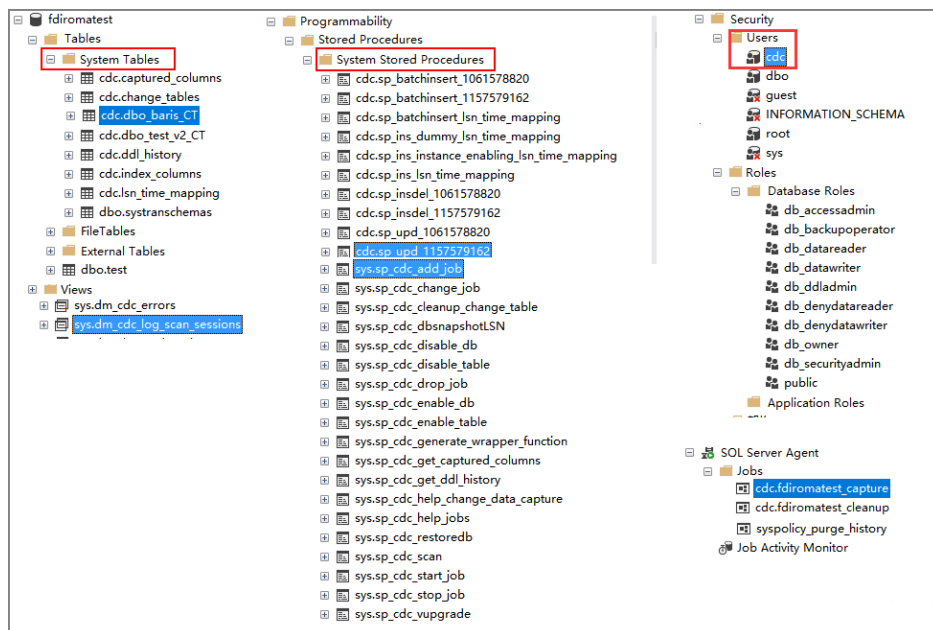 fdiromatest
Tables
System Tables
cdc.captured_columns
cdc.change_tables
cdc.dbo_baris_CT
cdc.dbo_test_v2_CT
cdc.ddl_history
cdc.index_columns
cdc.lsn_time_mapping
dbo.systranschemas
FileTables
External Tables
dbo.test
Views
sys.dm_cdc_errors
sys.dm_cdc_log_scan_sessions
Programmability
Stored Procedures
System Stored Procedures
cdc.sp_batchinsert_1061578820
cdc.sp_batchinsert_1157579162
cdc.sp_batchinsert_lsn_time_mapping
cdc.sp_ins_dummy_lsn_time_mapping
cdc.sp_ins_instance_enabling_lsn_time_mapping
cdc.sp_ins_lsn_time_mapping
cdc.sp_insdel_1061578820
cdc.sp_insdel_1157579162
cdc.sp_upd_1061578820
cdc.sp_upd_1157579162
sys.sp_cdc_add_job
sys.sp_cdc_change_job
sys.sp_cdc_cleanup_change_table
sys.sp_cdc_dbsnapshotLSN
sys.sp_cdc_disable_db
sys.sp_cdc_disable_table
sys.sp_cdc_drop_job
sys.sp_cdc_enable_db
sys.sp_cdc_enable_table
sys.sp_cdc_generate_wrapper_function
sys.sp_cdc_get_captured_columns
sys.sp_cdc_get_ddl_history
sys.sp_cdc_help_change_data_capture
sys.sp_cdc_help_jobs
sys.sp_cdc_restoredb
sys.sp_cdc_scan
sys.sp_cdc_start_job
sys.sp_cdc_stop_job
sys.sp_cdc_vupgrade
Security
Users
cdc
dbo
guest
INFORMATION_SCHEMA
root
sys
Roles
Database Roles
db_accessadmin
db_backupoperator
db_datareader
db_datawriter
db_ddladmin
db_denydatareader
db_denydatawriter
db_owner
db_securityadmin
public
Application Roles
SQL Server Agent
Jobs
cdc.fdiromatest_capture
cdc.fdiromatest_cleanup
syspolicy_purge_history
Job Activity Monitor